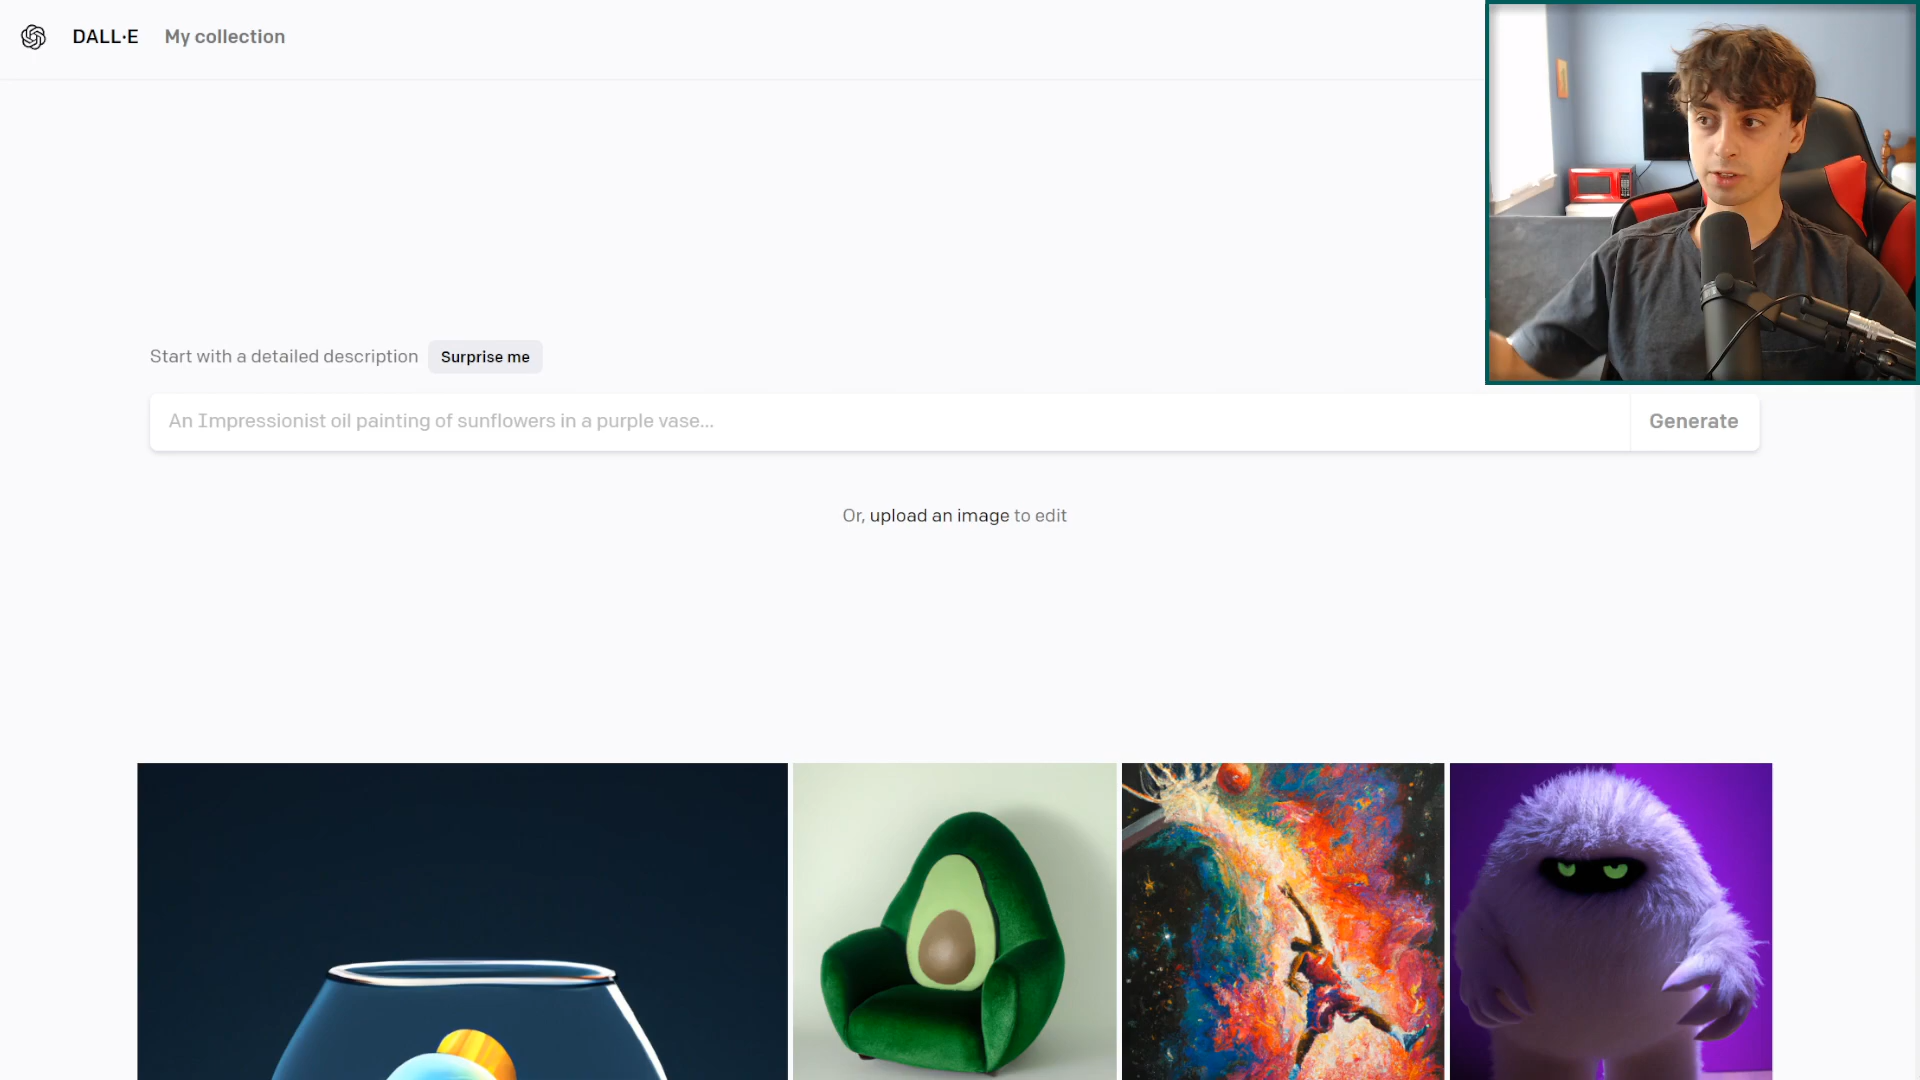 DALL·E My collection
Start with a detailed description Surprise me
An Impressionist oil painting of sunflowers in a purple vase... Generate
Or, upload an image to edit